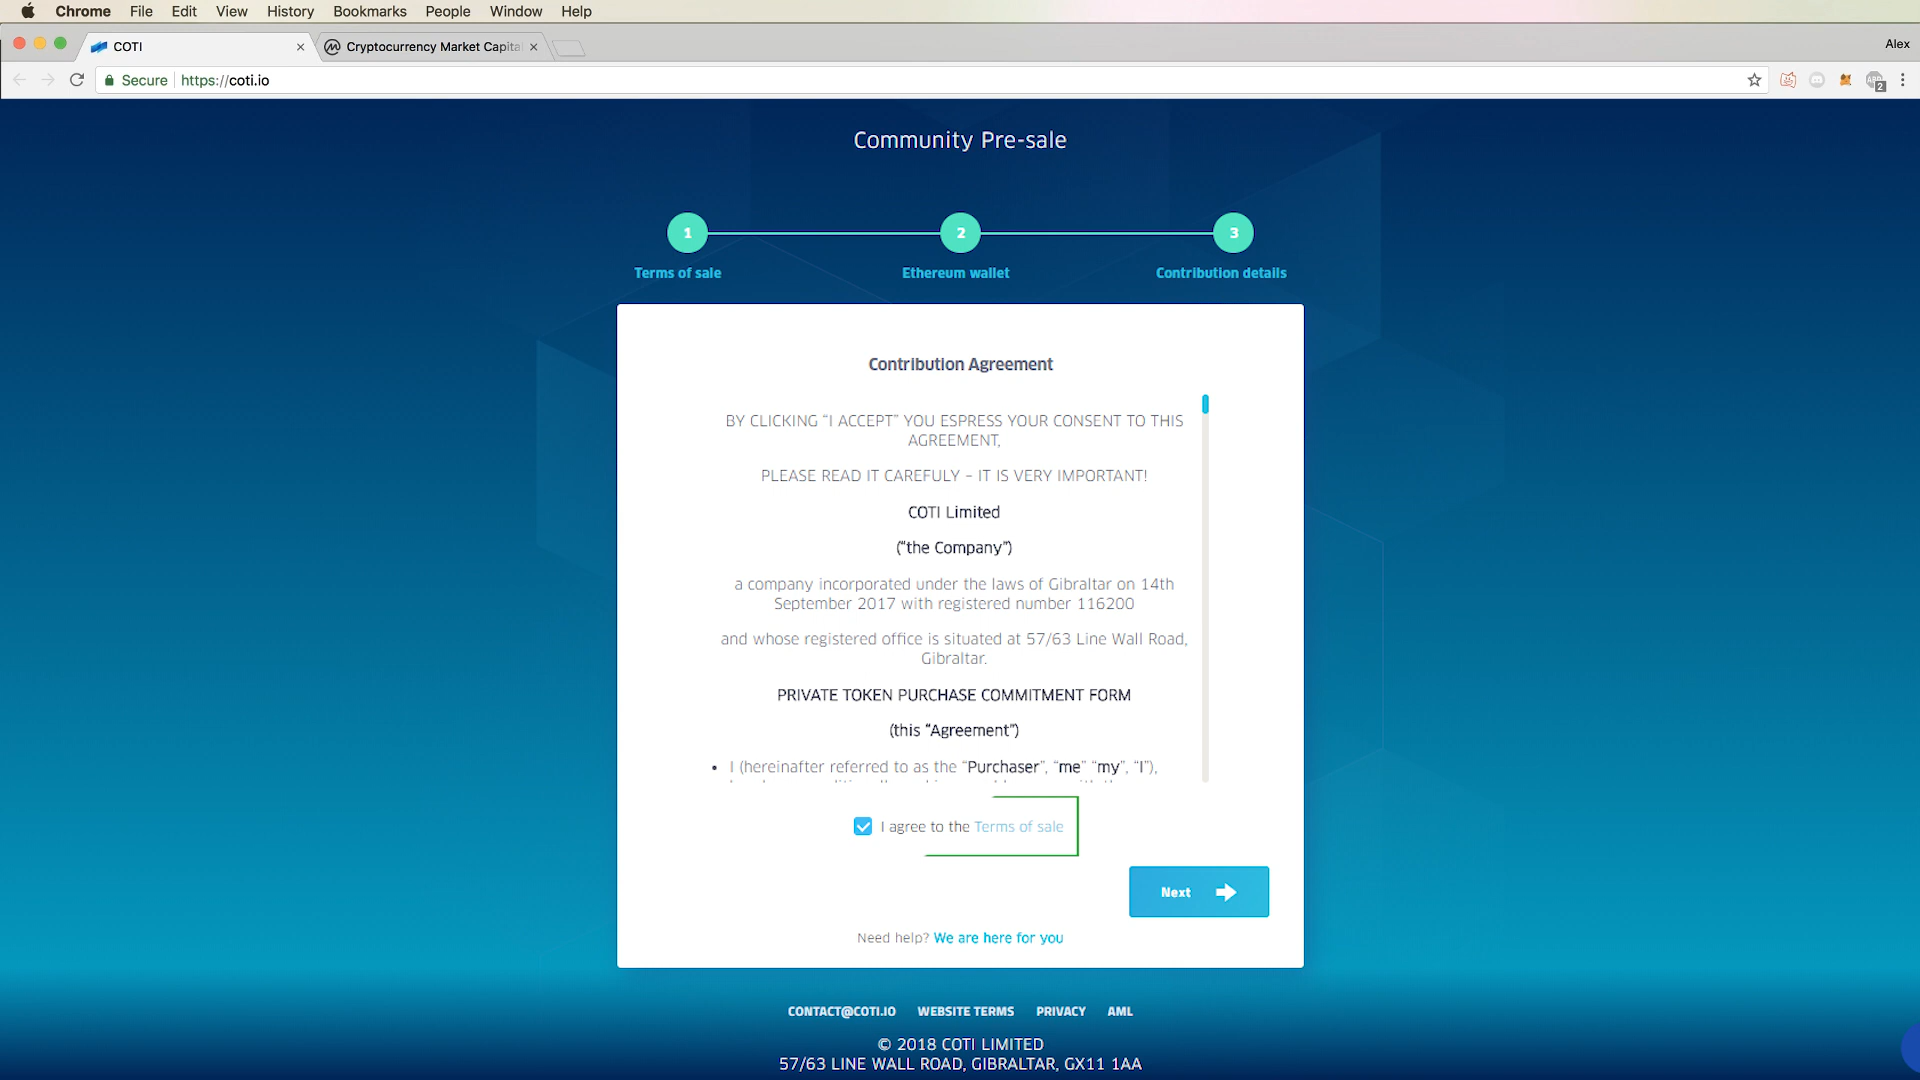 Chrome File Edit View History Bookmarks People Window Help
COTI
Cryptocurrency Market Capita
Alex
Secure https://coti.io
2
Community Pre-sale
1 2 3
Terms of sale Ethereum wallet Contribution details
Contribution Agreement
BY CLICKING “I ACCEPT” YOU ESPRESS YOUR CONSENT TO THIS
AGREEMENT,
PLEASE READ IT CAREFULY – IT IS VERY IMPORTANT!
COTI Limited
(“the Company”)
a company incorporated under the laws of Gibraltar on 14th
September 2017 with registered number 116200
and whose registered office is situated at 57/63 Line Wall Road,
Gibraltar.
PRIVATE TOKEN PURCHASE COMMITMENT FORM
(this “Agreement”)
• I (hereinafter referred to as the “Purchaser”, “me” “my”, “I”),
I agree to the Terms of sale
Next
Need help? We are here for you
CONTACT@COTI.IO WEBSITE TERMS PRIVACY AML
© 2018 COTI LIMITED
57/63 LINE WALL ROAD, GIBRALTAR, GX11 1AA